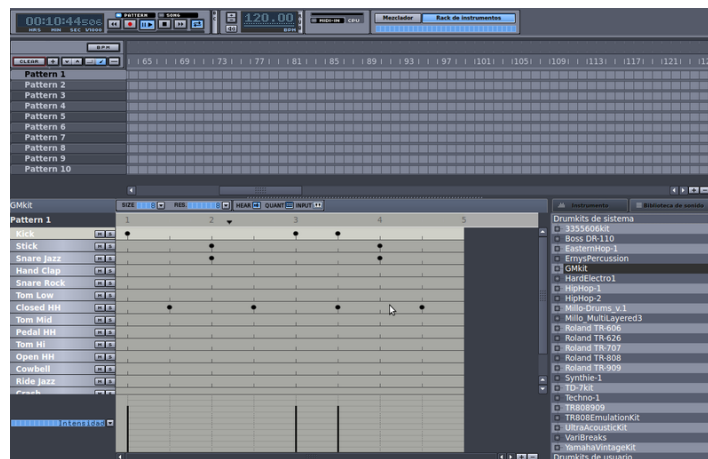 00:10:44sec
HRS MIN SEC 1/1000
PATTERN SONG
120.00
BPM
MIDI-IN CPU
Mezclador
Rack de instrumentos
BPM
CLEAR
65 69 73 77 81 85 89 93 97 101 105 109 113 117 121
Pattern 1
Pattern 2
Pattern 3
Pattern 4
Pattern 5
Pattern 6
Pattern 7
Pattern 8
Pattern 9
Pattern 10
GMkit
SIZE 8 RES. 8 HEAR QUANT INPUT
Pattern 1
1 2 3 4 5
Kick M S
Stick M S
Snare Jazz M S
Hand Clap M S
Snare Rock M S
Tom Low M S
Closed HH M S
Tom Mid M S
Pedal HH M S
Tom Hi M S
Open HH M S
Cowbell M S
Ride Jazz M S
Crash
Intensidad
Instrumento
Biblioteca de sonido
Drumkits de sistema
3355606kit
Boss DR-110
EasternHop-1
ErnysPercussion
GMkit
HardElectro1
HipHop-1
HipHop-2
Millo-Drums_v.1
Millo_MultiLayered3
Roland TR-606
Roland TR-626
Roland TR-707
Roland TR-808
Roland TR-909
Synthie-1
TD-7kit
Techno-1
TR808909
TR808EmulationKit
UltraAcousticKit
VariBreaks
YamahaVintageKit
Drumkits de usuario